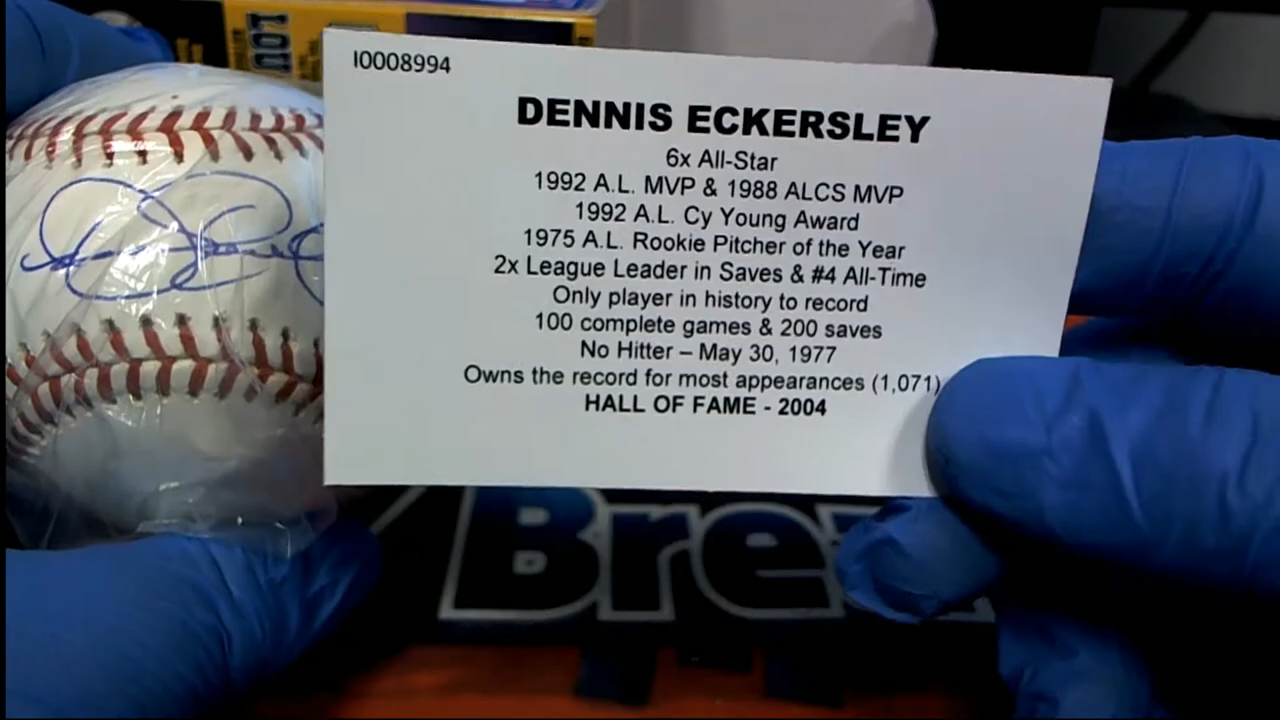 I0008994
DENNIS ECKERSLEY
6x All-Star
1992 A.L. MVP & 1988 ALCS MVP
1992 A.L. Cy Young Award
1975 A.L. Rookie Pitcher of the Year
2x League Leader in Saves & #4 All-Time
Only player in history to record
100 complete games & 200 saves
No Hitter – May 30, 1977
Owns the record for most appearances (1,071)
HALL OF FAME - 2004